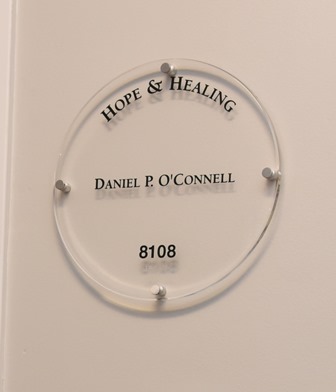 HOPE & HEALING
DANIEL P. O'CONNELL
8108